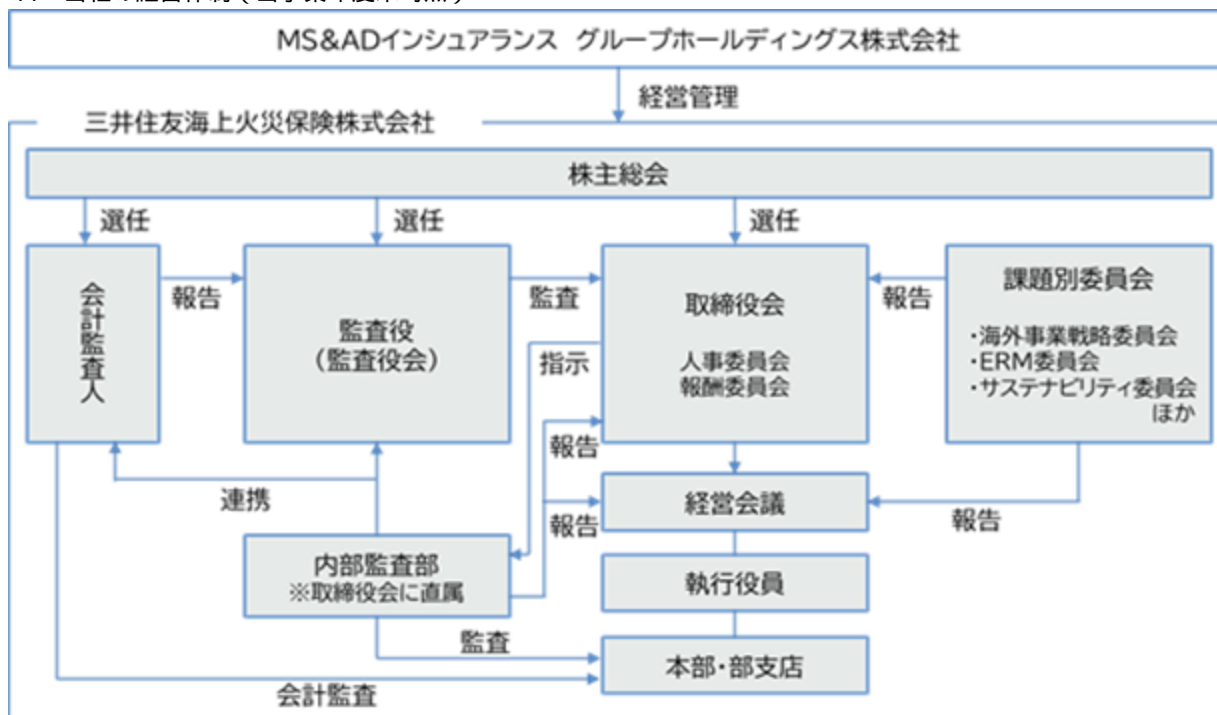 MS&ADインシュアランス グループホールディングス株式会社
経営管理
三井住友海上火災保険株式会社
株主総会
選任
選任
選任
会計監査人
報告
監査役
(監査役会)
監査
指示
取締役会
人事委員会
報酬委員会
報告
課題別委員会
・海外事業戦略委員会
・ERM委員会
・サステナビリティ委員会
ほか
連携
報告
報告
経営会議
報告
内部監査部
※取締役会に直属
執行役員
監査
本部・部支店
会計監査